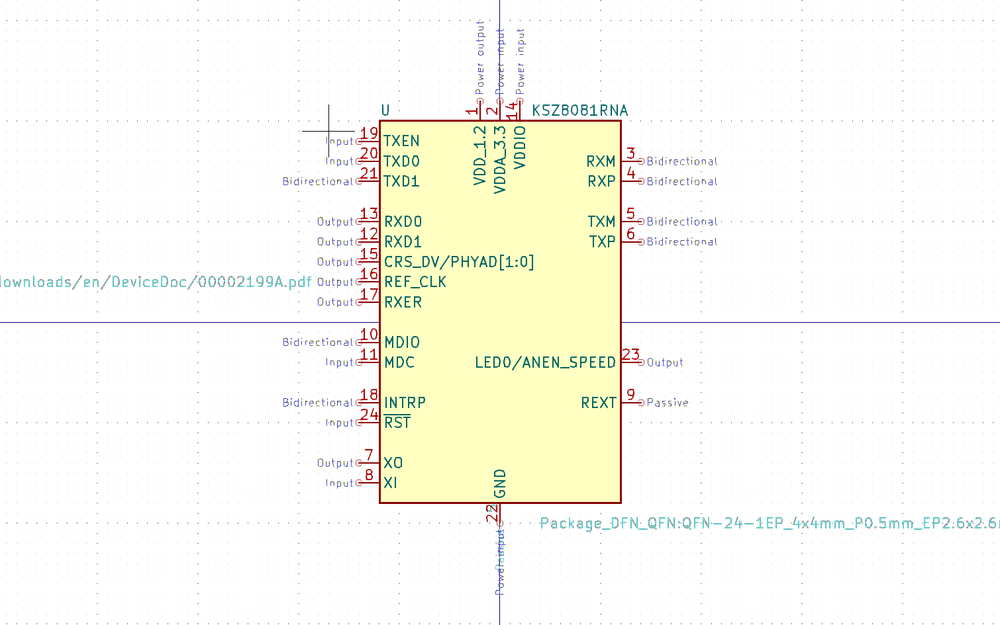 Power output
Power input
Power input
1
2
14
U
KSZ8081RNA
VDD_1.2
VDDA_3.3
VDDIO
Input 19 TXEN
Input 20 TXD0
Bidirectional 21 TXD1
RXM 3 Bidirectional
RXP 4 Bidirectional
Output 13 RXD0
Output 12 RXD1
TXM 5 Bidirectional
TXP 6 Bidirectional
Output 15 CRS_DV/PHYAD[1:0]
ownloads/en/DeviceDoc/00002199A.pdf
Output 16 REF_CLK
Output 17 RXER
Bidirectional 10 MDIO
Input 11 MDC
LED0/ANEN_SPEED 23 Output
Bidirectional 18 INTRP
REXT 9 Passive
Input 24 RST
Output 7 XO
Input 8 XI
GND
22
Package_DFN_QFN:QFN-24-1EP_4x4mm_P0.5mm_EP2.6x2.6